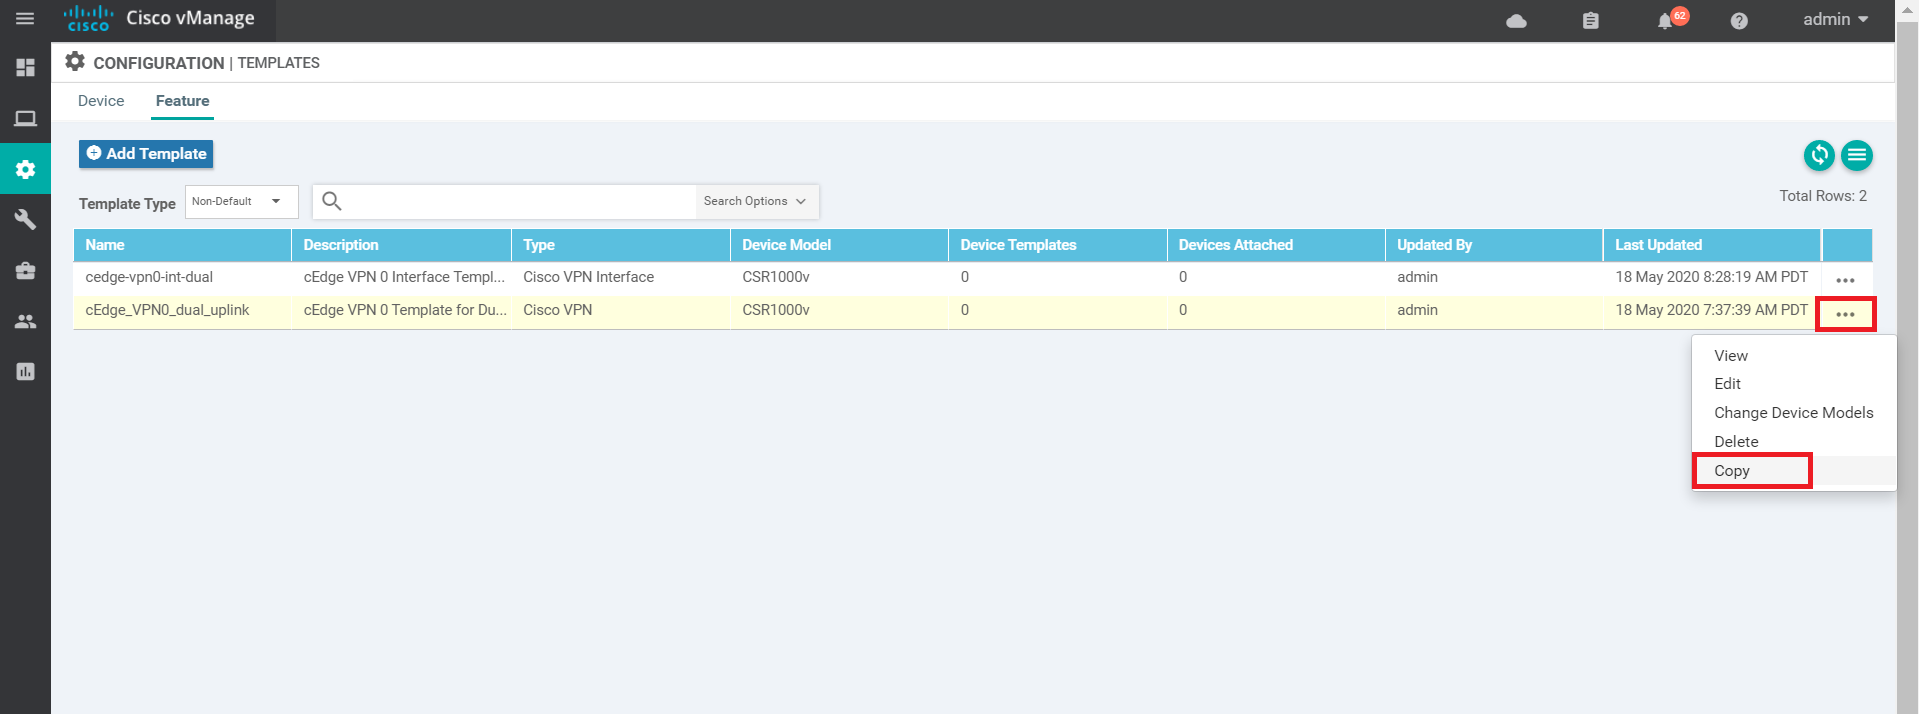 cisco Cisco vManage 62 admin
CONFIGURATION | TEMPLATES
Device Feature
Add Template
Template Type Non-Default Search Options Total Rows: 2
Name Description Type Device Model Device Templates Devices Attached Updated By Last Updated
cedge-vpn0-int-dual cEdge VPN 0 Interface Templ... Cisco VPN Interface CSR1000v 0 0 admin 18 May 2020 8:28:19 AM PDT
cEdge_VPN0_dual_uplink cEdge VPN 0 Template for Du... Cisco VPN CSR1000v 0 0 admin 18 May 2020 7:37:39 AM PDT
View
Edit
Change Device Models
Delete
Copy